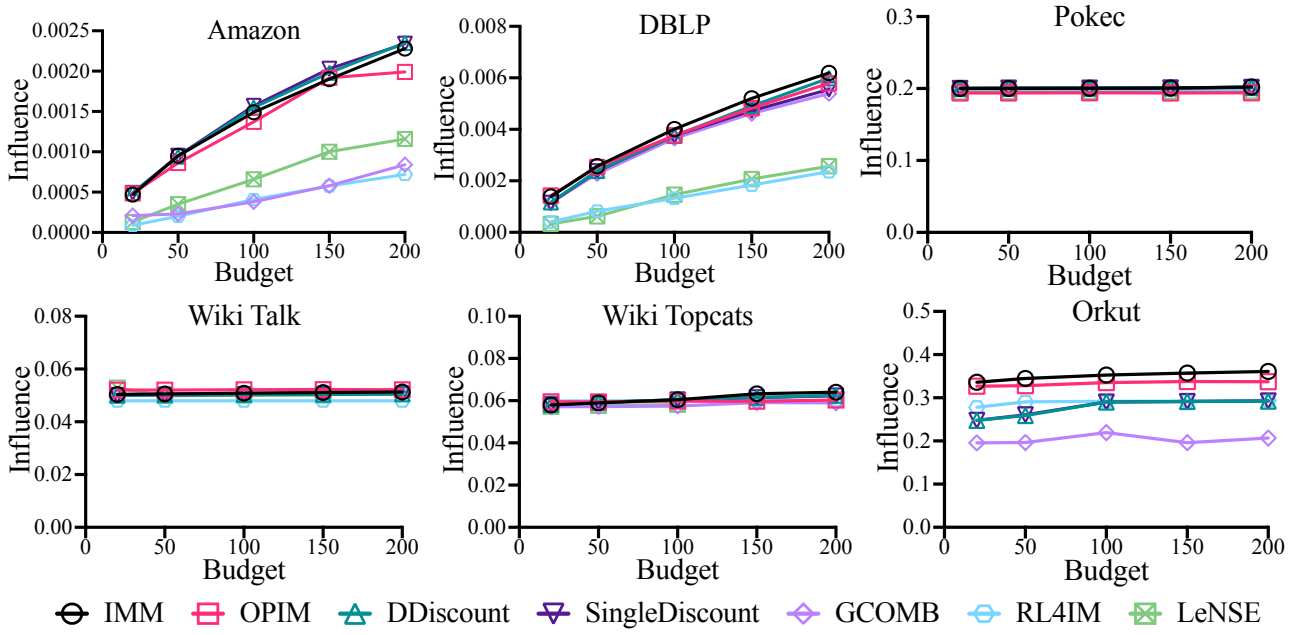 Amazon
Influence
0.0025
0.0020
0.0015
0.0010
0.0005
0.0000
0 50 100 150 200
Budget
DBLP
Influence
0.008
0.006
0.004
0.002
0.000
0 50 100 150 200
Budget
Pokec
Influence
0.3
0.2
0.1
0.0
0 50 100 150 200
Budget
Wiki Talk
Influence
0.08
0.06
0.04
0.02
0.00
0 50 100 150 200
Budget
Wiki Topcats
Influence
0.10
0.08
0.06
0.04
0.02
0.00
0 50 100 150 200
Budget
Orkut
Influence
0.5
0.4
0.3
0.2
0.1
0.0
0 50 100 150 200
Budget
IMM OPIM DDiscount SingleDiscount GCOMB RL4IM LeNSE